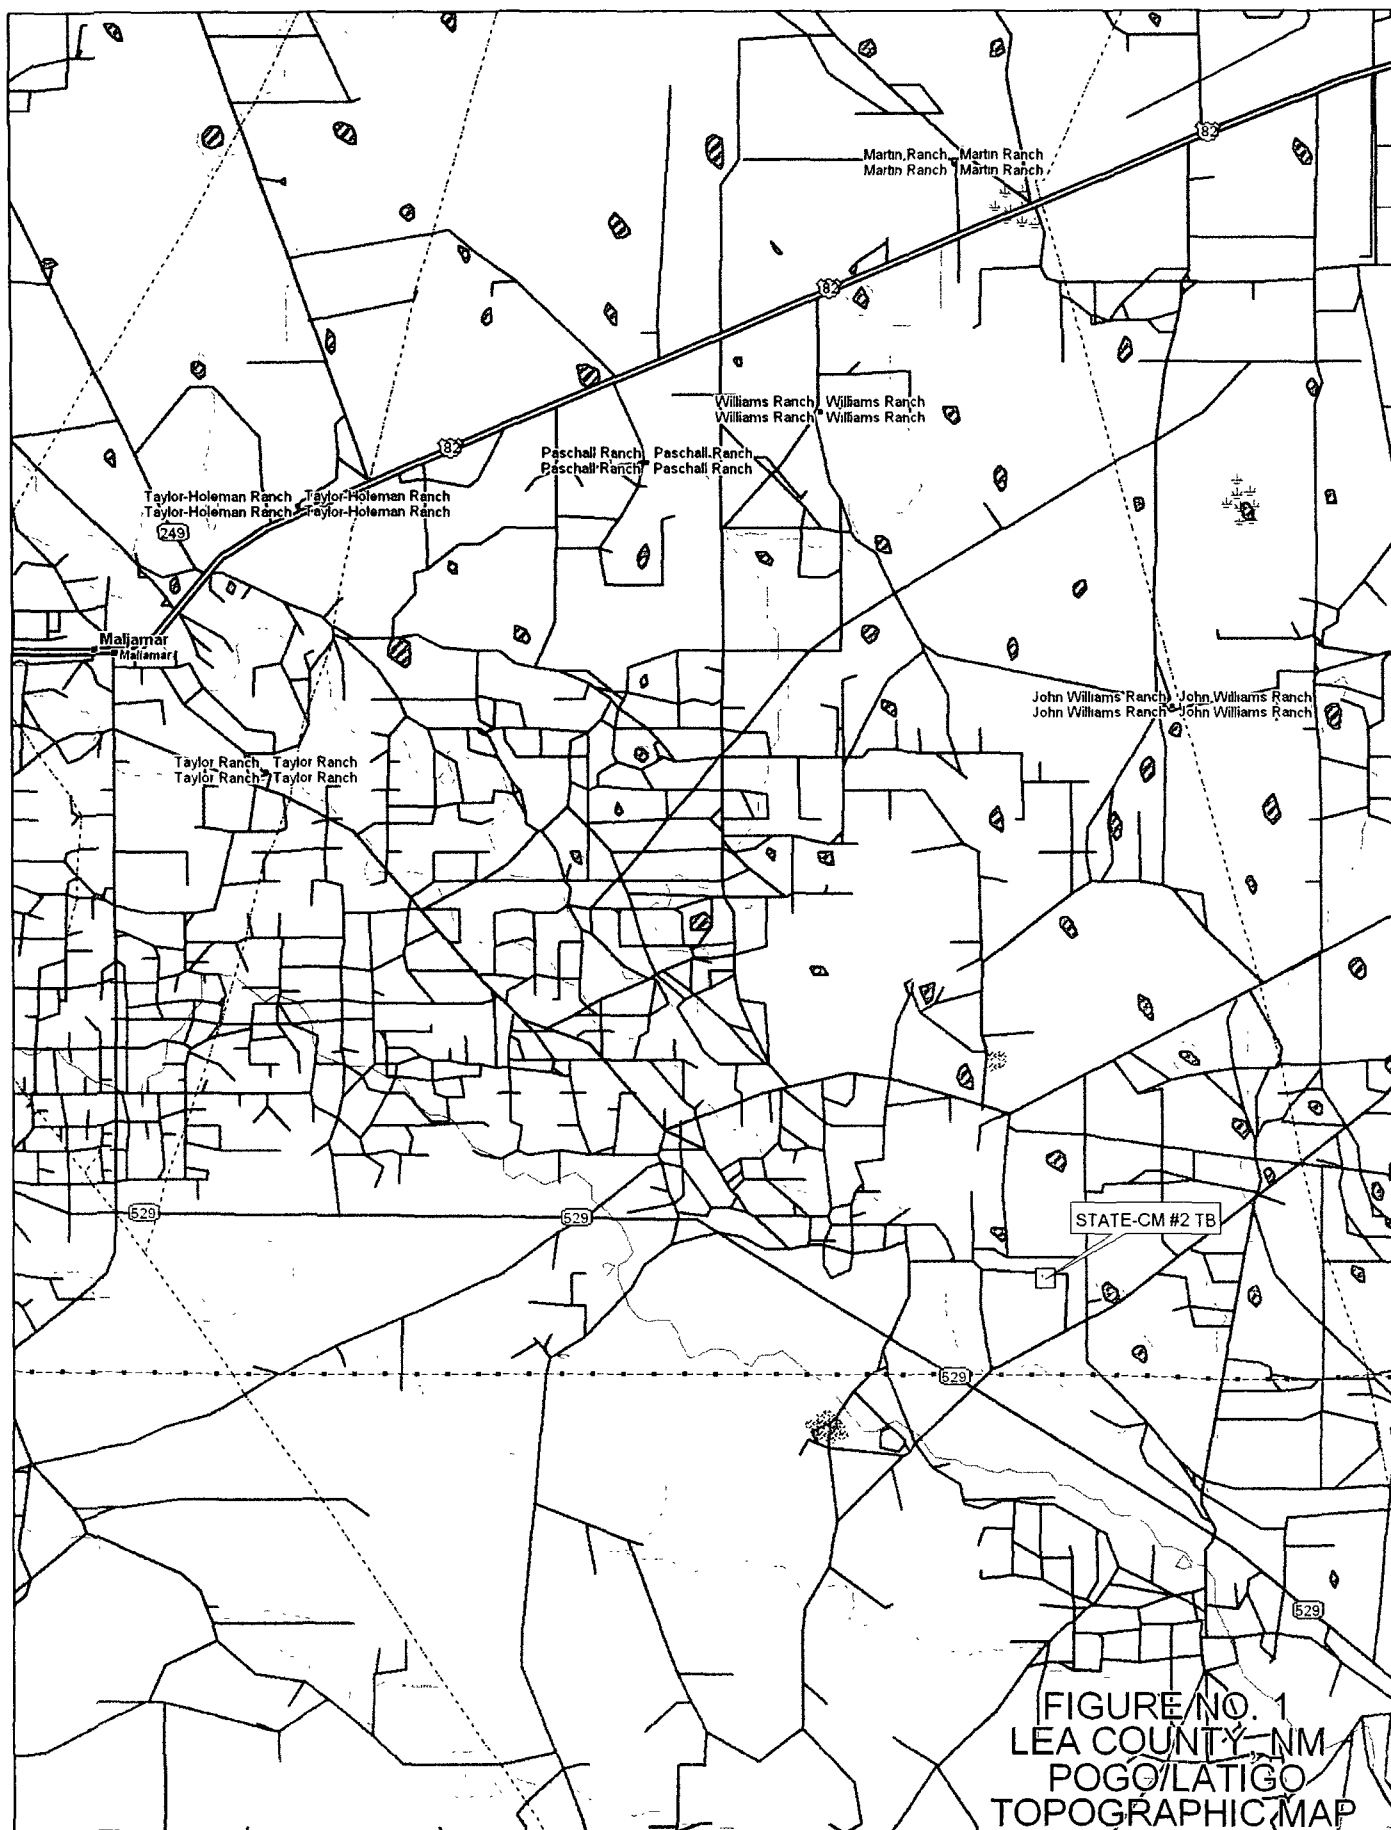 82
Martin Ranch Martin Ranch
Martin Ranch Martin Ranch
82
Williams Ranch Williams Ranch
Williams Ranch Williams Ranch
82
Paschall Ranch Paschall Ranch
Paschall Ranch Paschall Ranch
Taylor-Holeman Ranch Taylor-Holeman Ranch
Taylor-Holeman Ranch Taylor-Holeman Ranch
249
Maljamar
Maljamar
John Williams Ranch John Williams Ranch
John Williams Ranch John Williams Ranch
Taylor Ranch Taylor Ranch
Taylor Ranch Taylor Ranch
529
529
STATE-CM #2 TB
529
529
FIGURE NO. 1
LEA COUNTY, NM
POGO/LATIGO
TOPOGRAPHIC MAP